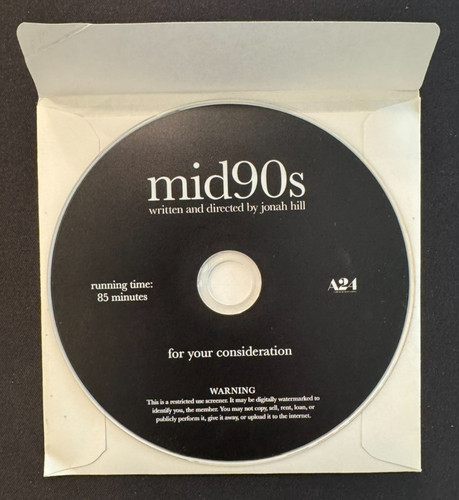 mid90s
written and directed by jonah hill
running time:
85 minutes
A24
for your consideration
WARNING
This is a restricted use screener. It may be digitally watermarked to
identify you, the member. You may not copy, sell, rent, loan, or
publicly perform it, give it away, or upload it to the internet.